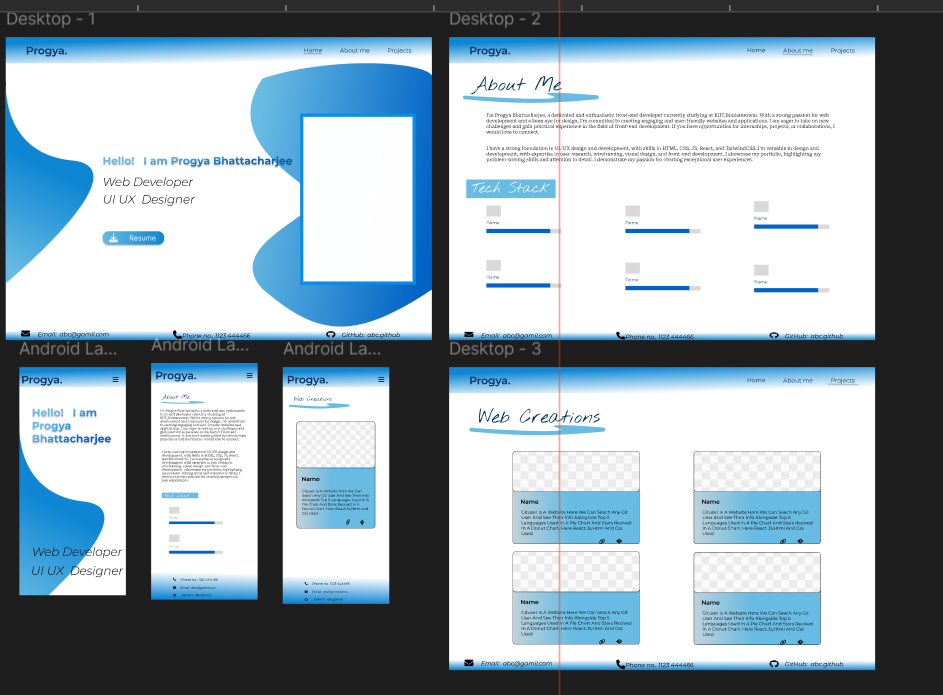 Desktop - 1
Progya.
Home About me Projects
Hello! I am Progya Bhattacharjee
Web Developer
UI UX Designer
Resume
Email: abc@gamil.com Phone no.. 1123 444466 GitHub: abc.github
Desktop - 2
Progya.
Home About me Projects
About Me
I'm Progya Bhattacharjee, a dedicated and enthusiastic front-end developer currently studying at KIIT,Bhubaneswar. With a strong passion for web
development and a keen eye for design, I'm committed to creating engaging and user-friendly websites and applications. I am eager to take on new
challenges and gain practical experience in the field of front-end development. If you have opportunities for internships, projects, or collaborations, I
would love to connect.
I have a strong foundation in UI/UX design and development, with skills in HTML, CSS, JS, React, and TailwindCSS. I'm versatile in design and
development, with expertise in user research, wireframing, visual design, and front-end development. I showcase my portfolio, highlighting my
problem-solving skills and attention to detail. I demonstrate my passion for creating exceptional user experiences.
Tech Stack
Name Name Name
Name Name Name
Email: abc@gamil.com Phone no.. 1123 444466 GitHub: abc.github
Android La...
Progya.
Hello! I am
Progya
Bhattacharjee
Web Developer
UI UX Designer
Android La...
Progya.
About Me
Tech Stack
Name
Name
Phone no.. 1123 444466
Android La...
Progya.
Web Creations
Name
Gituser Is A Website Here We Can
Seach Any Git User And See Their Info
Alongside Top 5 Languages Used In A
Pie Chart And Stars Recived In A
Donut Chart. Here React.Js,Html And
Css Used
Phone no.. 1123 444466
Desktop - 3
Progya.
Home About me Projects
Web Creations
Name
Gituser Is A Website Here We Can Seach Any Git
User And See Their Info Alongside Top 5
Languages Used In A Pie Chart And Stars Recived
In A Donut Chart. Here React.Js,Html And Css
Used
Name
Gituser Is A Website Here We Can Seach Any Git
User And See Their Info Alongside Top 5
Languages Used In A Pie Chart And Stars Recived
In A Donut Chart. Here React.Js,Html And Css
Used
Name
Gituser Is A Website Here We Can Seach Any Git
User And See Their Info Alongside Top 5
Languages Used In A Pie Chart And Stars Recived
In A Donut Chart. Here React.Js,Html And Css
Used
Name
Gituser Is A Website Here We Can Seach Any Git
User And See Their Info Alongside Top 5
Languages Used In A Pie Chart And Stars Recived
In A Donut Chart. Here React.Js,Html And Css
Used
Email: abc@gamil.com Phone no.. 1123 444466 GitHub: abc.github